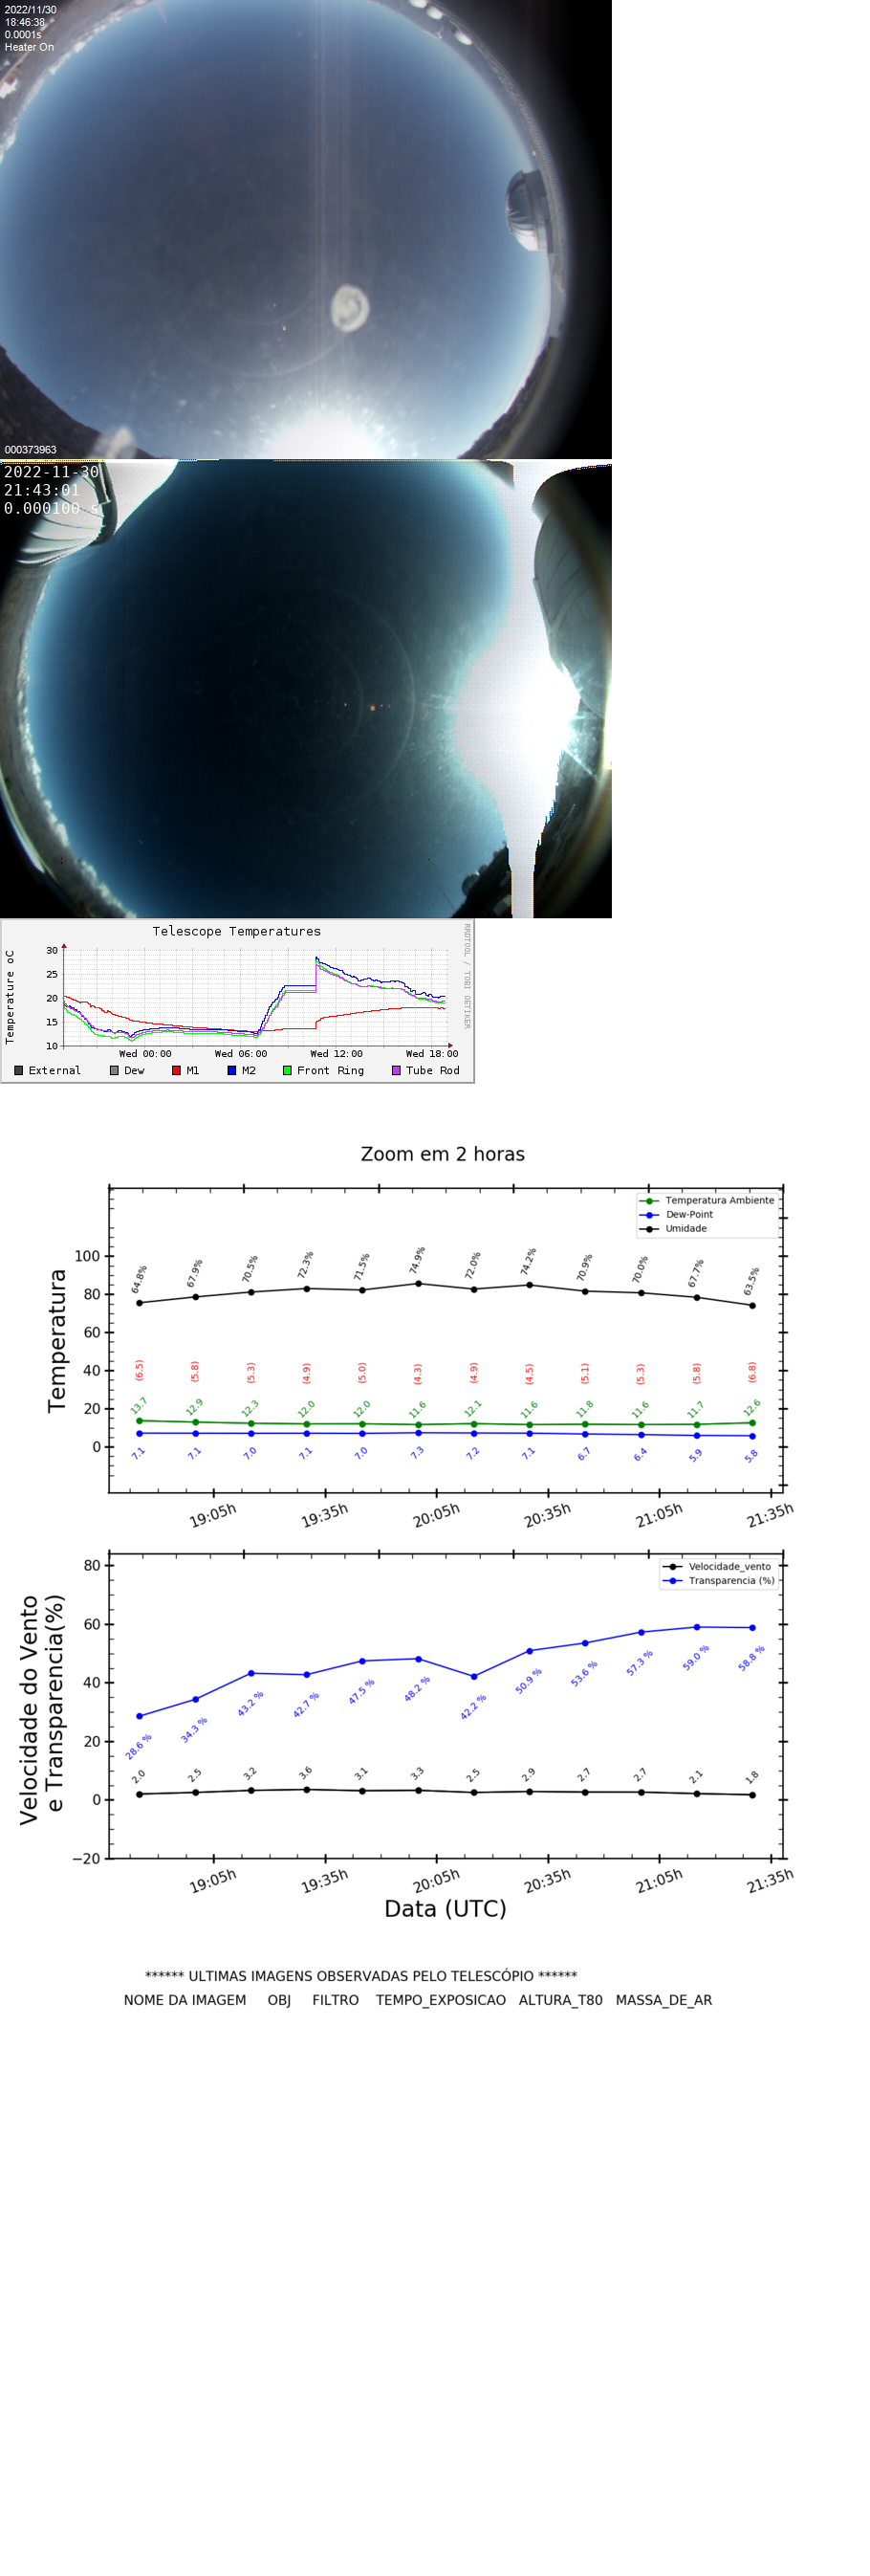 2022/11/30
18:46:38
0.0001s
Heater On
000373963
2022-11-30
21:43:01
0.000100 s
Telescope Temperatures
RRDTOOL / TOBI OETIKER
Temperature oC
30
25
20
15
10
Wed 00:00 Wed 06:00 Wed 12:00 Wed 18:00
External Dew M1 M2 Front Ring Tube Rod
Zoom em 2 horas
Temperatura Ambiente
Dew-Point
Umidade
Temperatura
100
80
60
40
20
0
64.8% 67.9% 70.5% 72.3% 71.5% 74.9% 72.0% 74.2% 70.9% 70.0% 67.7% 63.5%
(6.5) (5.8) (5.3) (4.9) (5.0) (4.3) (4.9) (4.5) (5.1) (5.3) (5.8) (6.8)
13.7 12.9 12.3 12.0 12.0 11.6 12.1 11.6 11.8 11.6 11.7 12.6
7.1 7.1 7.0 7.1 7.0 7.3 7.2 7.1 6.7 6.4 5.9 5.8
19:05h 19:35h 20:05h 20:35h 21:05h 21:35h
Velocidade_vento
Transparencia (%)
Velocidade do Vento
e Transparencia(%)
80
60
40
20
0
−20
28.6 % 34.3 % 43.2 % 42.7 % 47.5 % 48.2 % 42.2 % 50.9 % 53.6 % 57.3 % 59.0 % 58.8 %
2.0 2.5 3.2 3.6 3.1 3.3 2.5 2.9 2.7 2.7 2.1 1.8
19:05h 19:35h 20:05h 20:35h 21:05h 21:35h
Data (UTC)
****** ULTIMAS IMAGENS OBSERVADAS PELO TELESCÓPIO ******
NOME DA IMAGEM OBJ FILTRO TEMPO_EXPOSICAO ALTURA_T80 MASSA_DE_AR